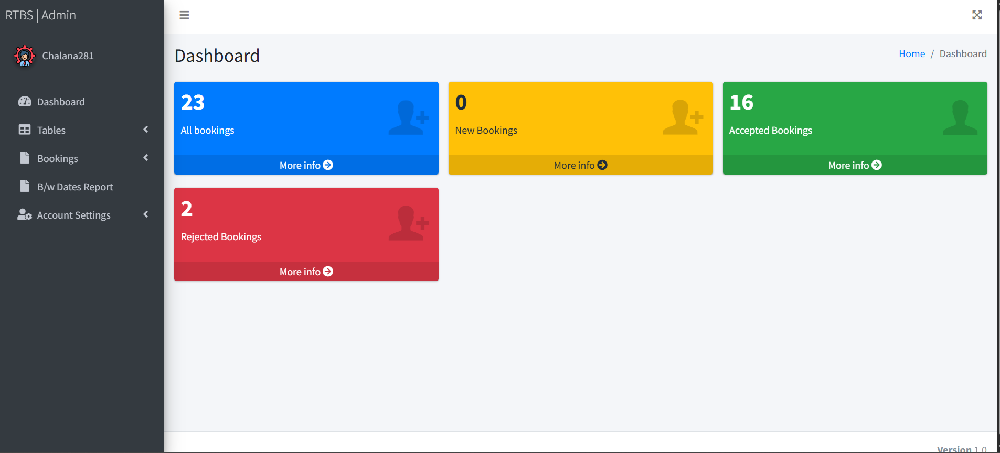 RTBS | Admin
Chalana281
Dashboard
Tables
Bookings
B/w Dates Report
Account Settings
Dashboard
Home / Dashboard
23
All bookings
More info
0
New Bookings
More info
16
Accepted Bookings
More info
2
Rejected Bookings
More info
Version 1.0